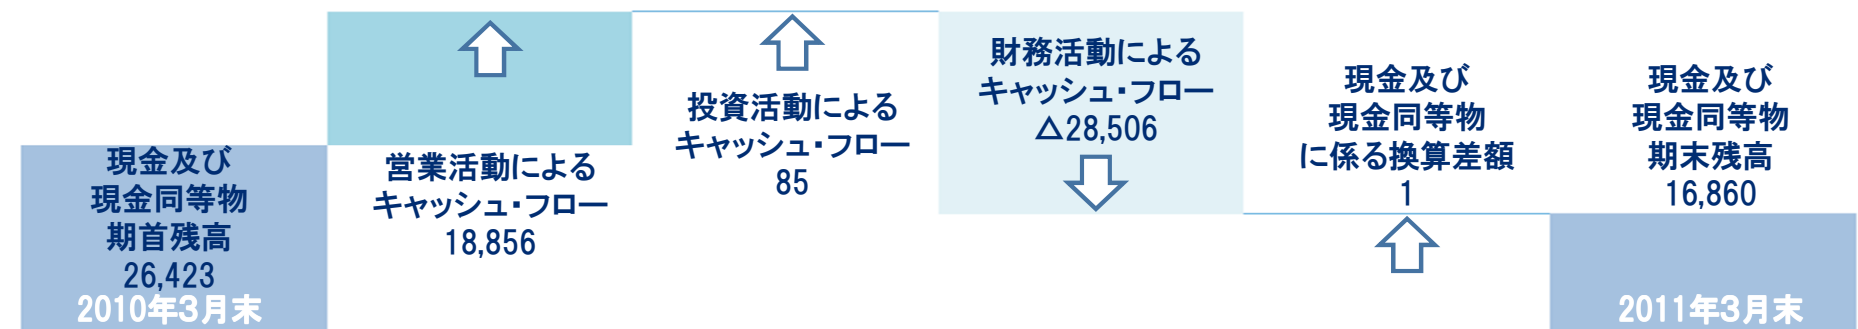 現金及び
現金同等物
期首残高
26,423
2010年3月末
営業活動による
キャッシュ・フロー
18,856
投資活動による
キャッシュ・フロー
85
財務活動による
キャッシュ・フロー
△28,506
現金及び
現金同等物
に係る換算差額
1
現金及び
現金同等物
期末残高
16,860
2011年3月末